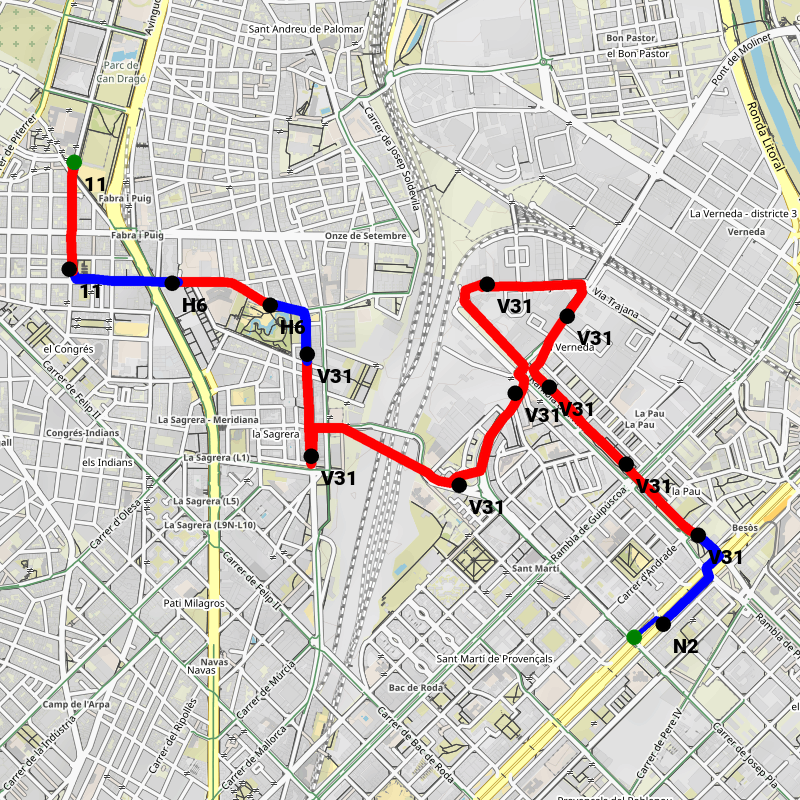 Sant Andreu de Palomar
Avingud
Bon Pastor
el Bon Pastor
Pont del Molinet
Parc de
Can Dragó
Ronda Litoral
Carrer de Josep Soldevila
er de Piferrer
11
Fabra i Puig
Fabra i Puig
Onze de Setembre
La Verneda - districte 3
Verneda
11
H6
V31
Via Trajana
H6
V31
Verneda
el Congrés
V31
Carrer de Felip II
V31
V31
La Pau
La Pau
La Sagrera - Meridiana
la Sagrera
Congrés-Indians
els Indians
La Sagrera (L1)
V31
V31
la Pau
La Sagrera (L5)
V31
Rambla de Guipúscoa
Carrer d'Olesa
La Sagrera (L9N-L10)
Besòs
V31
Sant Martí
Carrer d'Andrade
Carrer de Felip II
Pati Milagros
Rambla de P
N2
Navas
Navas
Sant Martí de Provençals
Carrer de Múrcia
Bac de Roda
Camp de l'Arpa
Carrer del Ripollès
Carrer de la Indústria
Carrer de Mallorca
Carrer de Bac de Roda
Carrer de Pere IV
Carrer de Josep Pla
el
Provençals del Poblenou